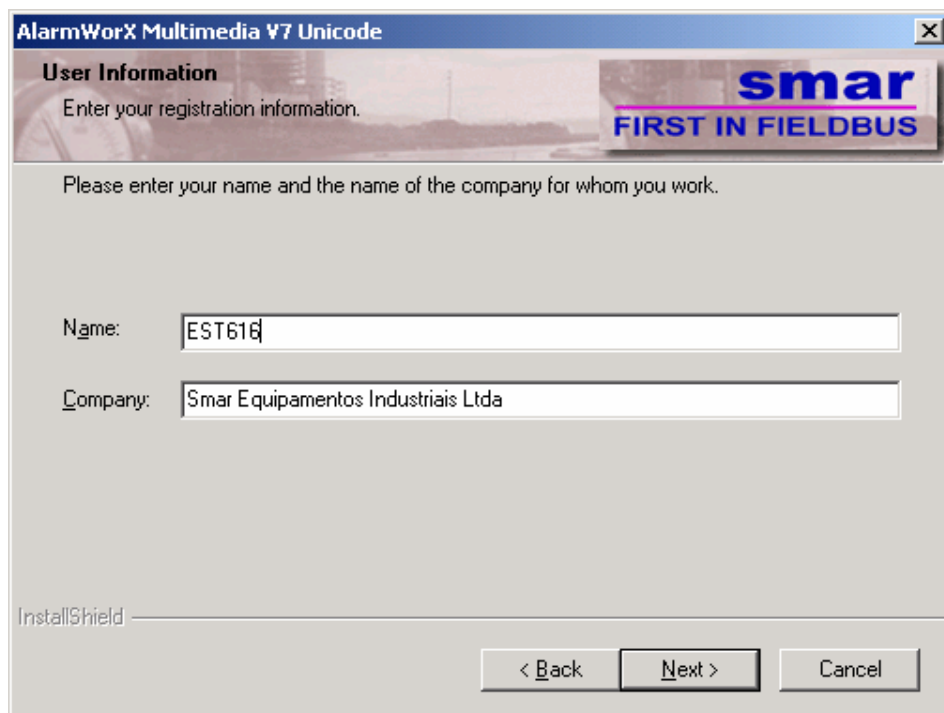 AlarmWorX Multimedia V7 Unicode
User Information
Enter your registration information.
smar
FIRST IN FIELDBUS
Please enter your name and the name of the company for whom you work.
Name: EST616
Company: Smar Equipamentos Industriais Ltda
InstallShield
< Back Next > Cancel